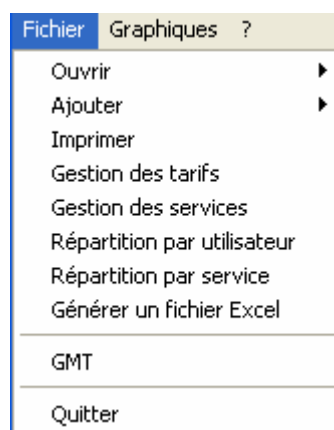 Fichier Graphiques ?
Ouvrir
Ajouter
Imprimer
Gestion des tarifs
Gestion des services
Répartition par utilisateur
Répartition par service
Générer un fichier Excel
GMT
Quitter